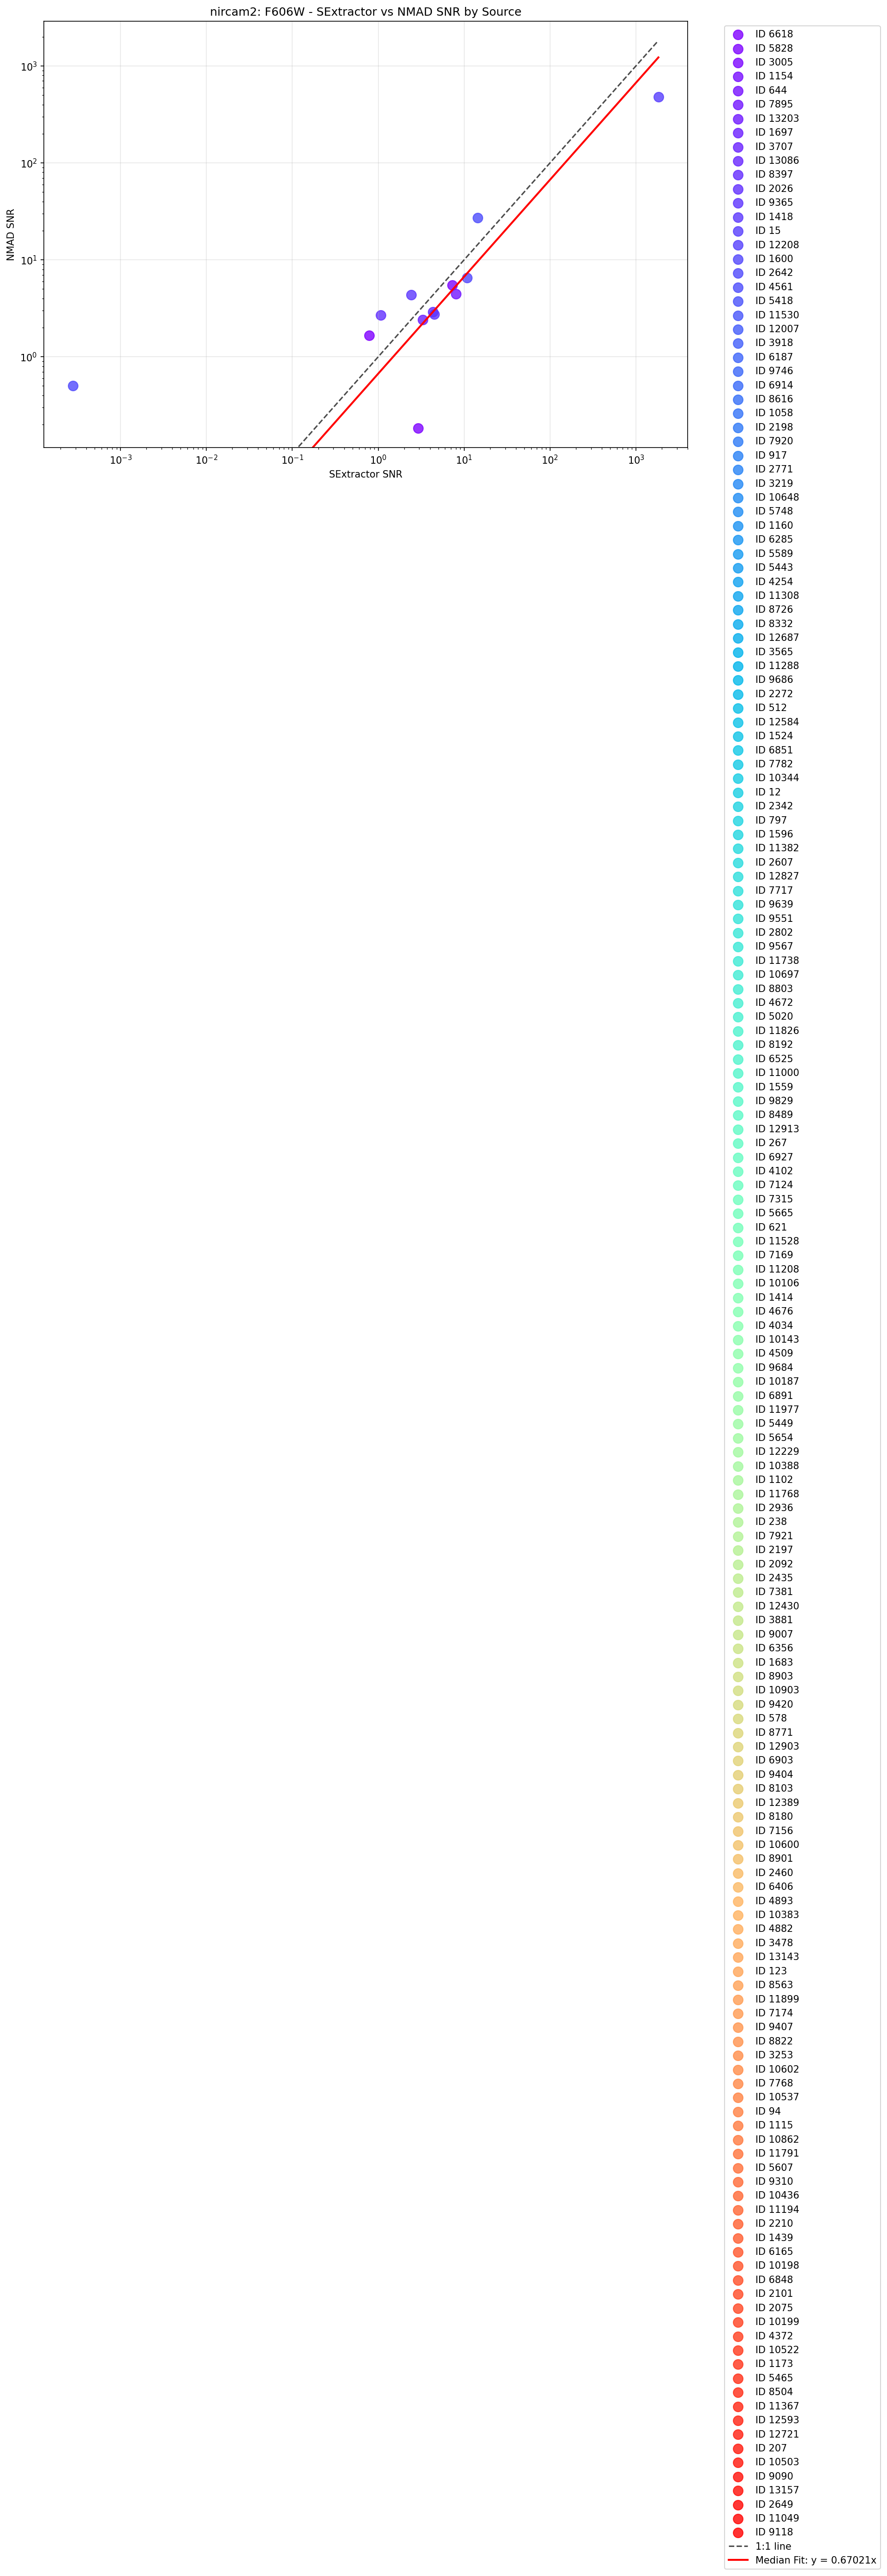 nircam2: F606W - SExtractor vs NMAD SNR by Source
NMAD SNR
10³
10²
10¹
10⁰
10⁻³
10⁻²
10⁻¹
10⁰
10¹
10²
10³
SExtractor SNR
ID 6618
ID 5828
ID 3005
ID 1154
ID 644
ID 7895
ID 13203
ID 1697
ID 3707
ID 13086
ID 8397
ID 2026
ID 9365
ID 1418
ID 15
ID 12208
ID 1600
ID 2642
ID 4561
ID 5418
ID 11530
ID 12007
ID 3918
ID 6187
ID 9746
ID 6914
ID 8616
ID 1058
ID 2198
ID 7920
ID 917
ID 2771
ID 3219
ID 10648
ID 5748
ID 1160
ID 6285
ID 5589
ID 5443
ID 4254
ID 11308
ID 8726
ID 8332
ID 12687
ID 3565
ID 11288
ID 9686
ID 2272
ID 512
ID 12584
ID 1524
ID 6851
ID 7782
ID 10344
ID 12
ID 2342
ID 797
ID 1596
ID 11382
ID 2607
ID 12827
ID 7717
ID 9639
ID 9551
ID 2802
ID 9567
ID 11738
ID 10697
ID 8803
ID 4672
ID 5020
ID 11826
ID 8192
ID 6525
ID 11000
ID 1559
ID 9829
ID 8489
ID 12913
ID 267
ID 6927
ID 4102
ID 7124
ID 7315
ID 5665
ID 621
ID 11528
ID 7169
ID 11208
ID 10106
ID 1414
ID 4676
ID 4034
ID 10143
ID 4509
ID 9684
ID 10187
ID 6891
ID 11977
ID 5449
ID 5654
ID 12229
ID 10388
ID 1102
ID 11768
ID 2936
ID 238
ID 7921
ID 2197
ID 2092
ID 2435
ID 7381
ID 12430
ID 3881
ID 9007
ID 6356
ID 1683
ID 8903
ID 10903
ID 9420
ID 578
ID 8771
ID 12903
ID 6903
ID 9404
ID 8103
ID 12389
ID 8180
ID 7156
ID 10600
ID 8901
ID 2460
ID 6406
ID 4893
ID 10383
ID 4882
ID 3478
ID 13143
ID 123
ID 8563
ID 11899
ID 7174
ID 9407
ID 8822
ID 3253
ID 10602
ID 7768
ID 10537
ID 94
ID 1115
ID 10862
ID 11791
ID 5607
ID 9310
ID 10436
ID 11194
ID 2210
ID 1439
ID 6165
ID 10198
ID 6848
ID 2101
ID 2075
ID 10199
ID 4372
ID 10522
ID 1173
ID 5465
ID 8504
ID 11367
ID 12593
ID 12721
ID 207
ID 10503
ID 9090
ID 13157
ID 2649
ID 11049
ID 9118
1:1 line
Median Fit: y = 0.67021x